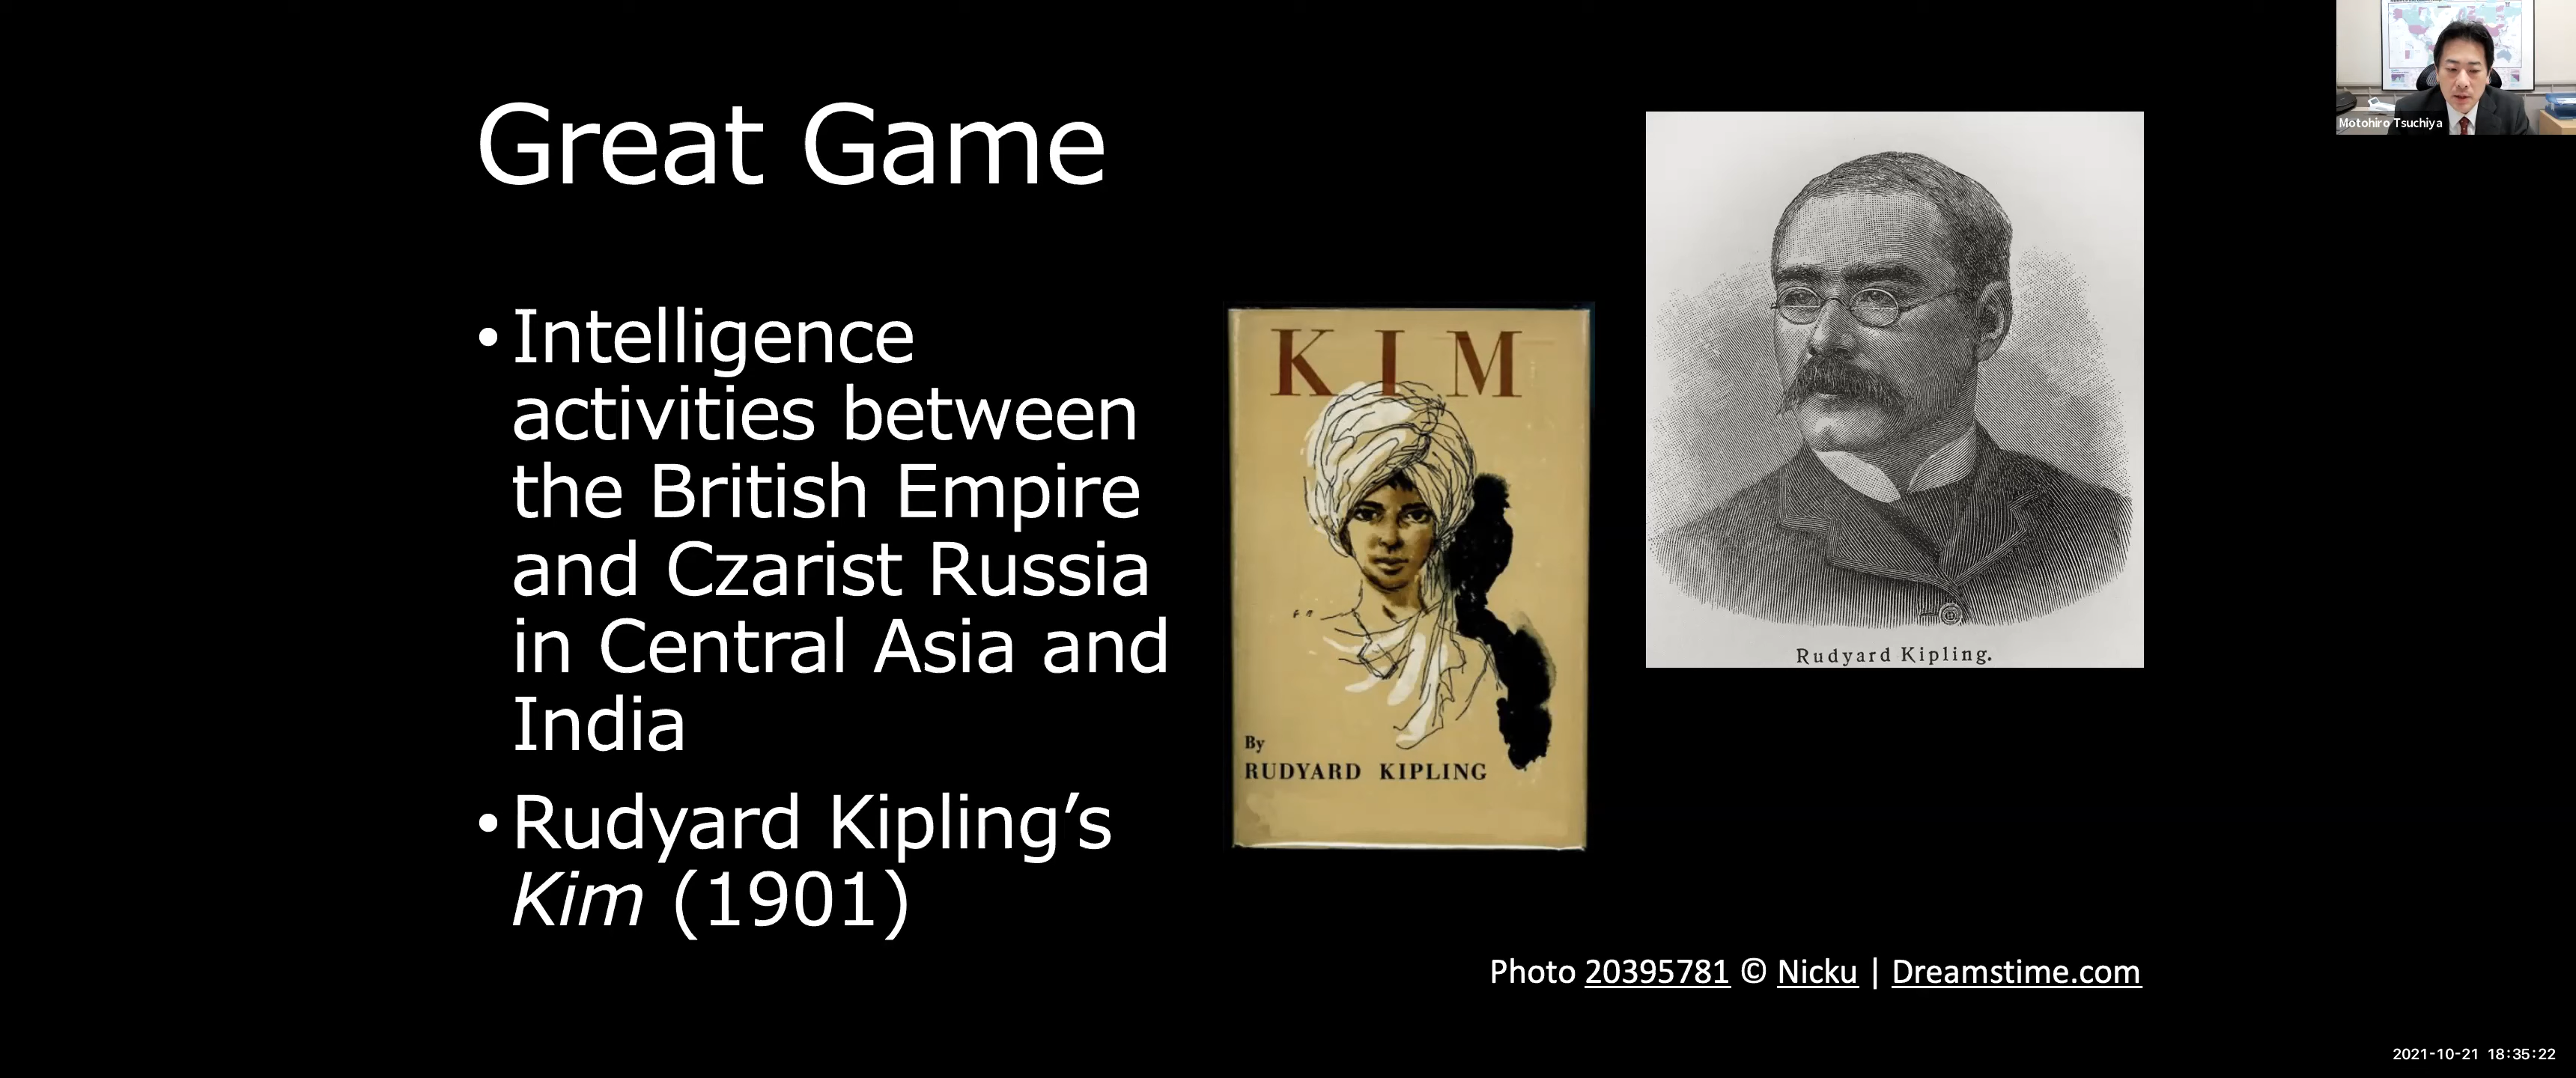 Great Game
• Intelligence
activities between
the British Empire
and Czarist Russia
in Central Asia and
India
• Rudyard Kipling’s
Kim (1901)
KIM
By
RUDYARD KIPLING
Rudyard Kipling.
Photo 20395781 © Nicku | Dreamstime.com
Motohiro Tsuchiya
2021-10-21 18:35:22